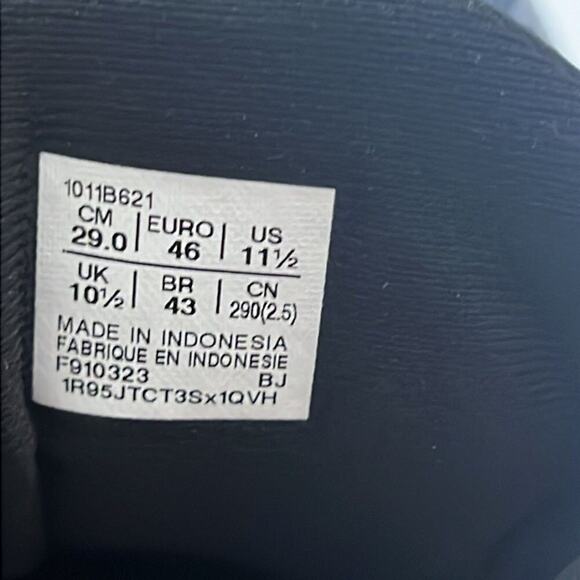 1011B621
CM | EURO | US
29.0 | 46 | 11½
UK | BR | CN
10½ | 43 | 290(2.5)
MADE IN INDONESIA
FABRIQUE EN INDONESIE
F910323 BJ
1R95JTCT3Sx1QVH